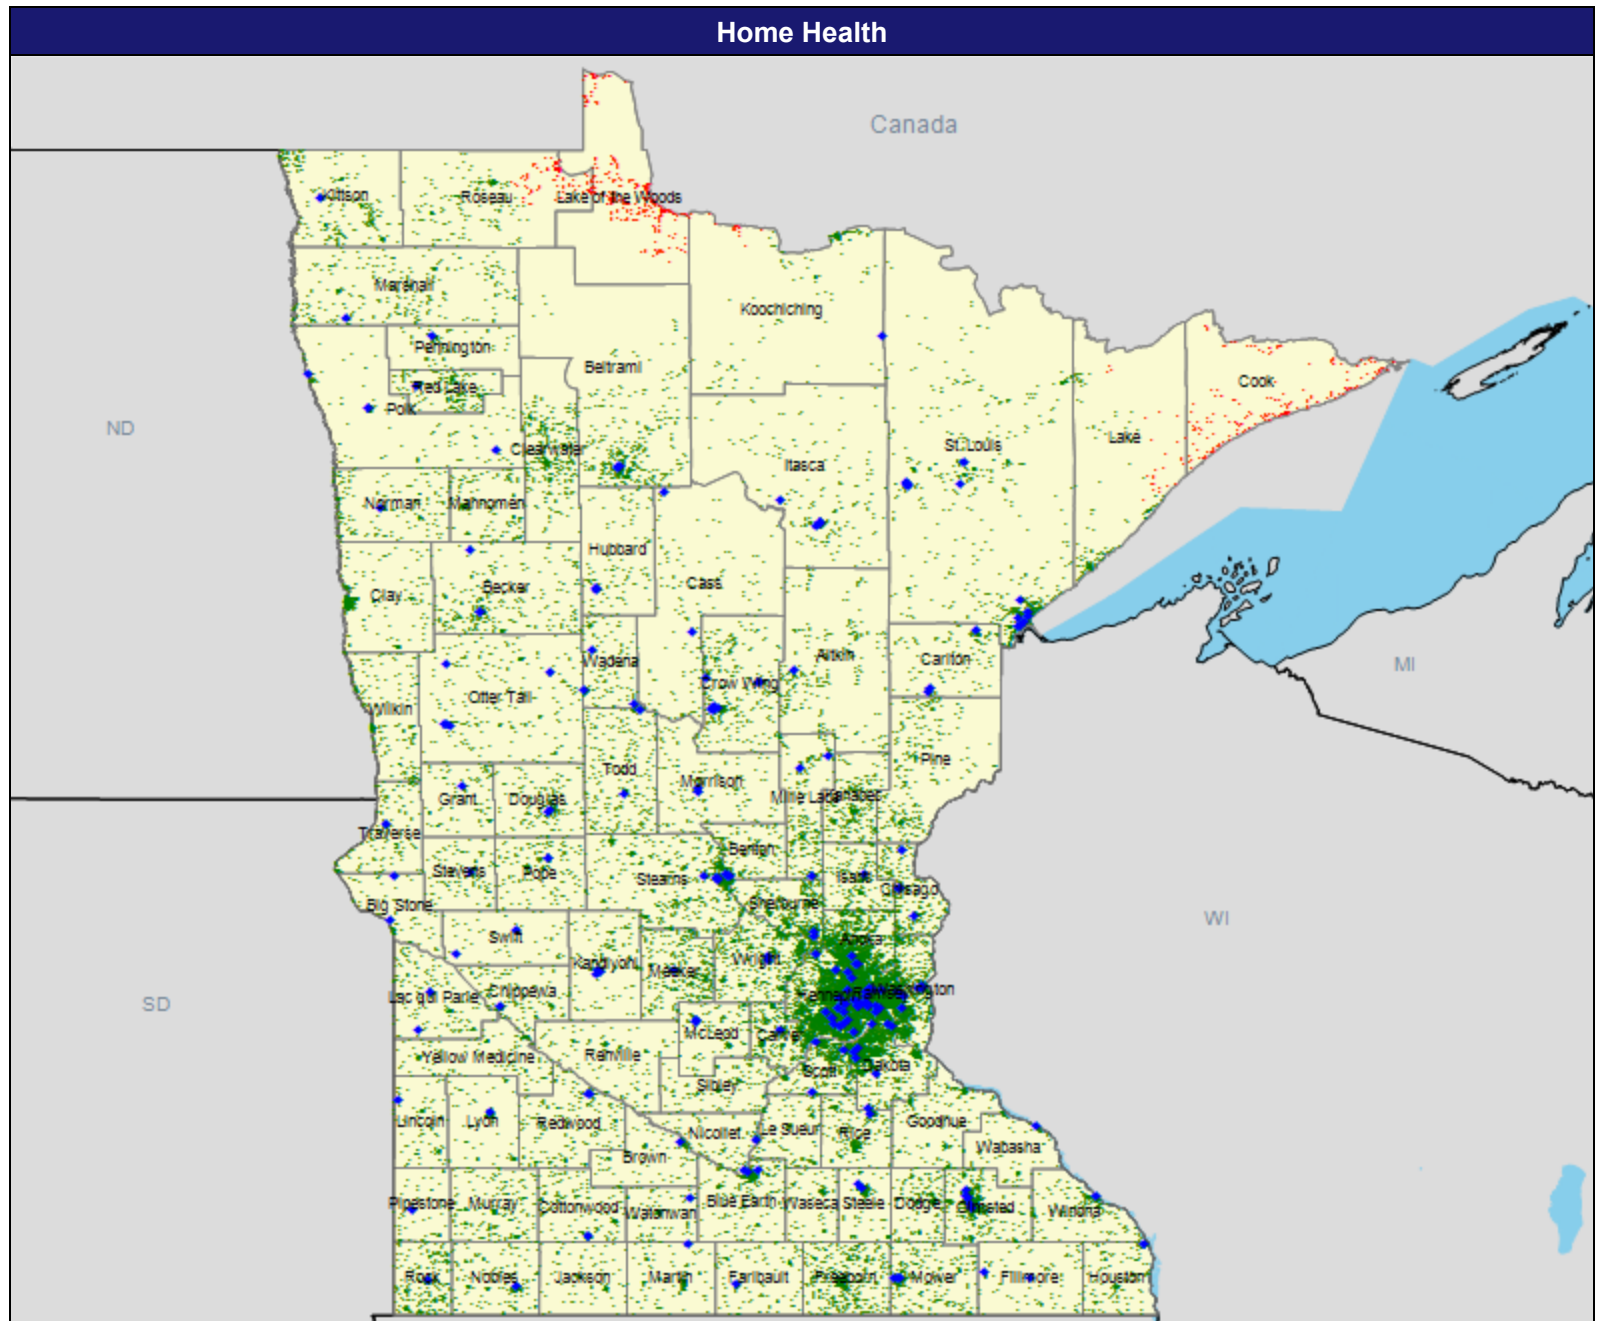 Home Health
Canada
Kittson
Roseau
Lake of the Woods
Marshall
Koochiching
Pennington
Beltrami
Red Lake
Cook
Polk
ND
Clearwater
Lake
St. Louis
Itasca
Norman
Mahnomen
Hubbard
Cass
Becker
Clay
Wadena
Aitkin
Carlton
MI
Crow Wing
Otter Tail
Wilkin
Pine
Todd
Morrison
Grant
Douglas
Mille Lacs
Kanabec
Traverse
Benton
Stevens
Pope
Stearns
Isanti
Chisago
Big Stone
Sherburne
WI
Swift
Anoka
Kandiyohi
Meeker
Wright
Lac qui Parle
Chippewa
Hennepin
Ramsey
Washington
SD
McLeod
Carver
Yellow Medicine
Renville
Scott
Dakota
Sibley
Lincoln
Lyon
Redwood
Nicollet
Le Sueur
Rice
Goodhue
Wabasha
Brown
Pipestone
Murray
Cottonwood
Watonwan
Blue Earth
Waseca
Steele
Dodge
Olmsted
Winona
Rock
Nobles
Jackson
Martin
Faribault
Freeborn
Mower
Fillmore
Houston